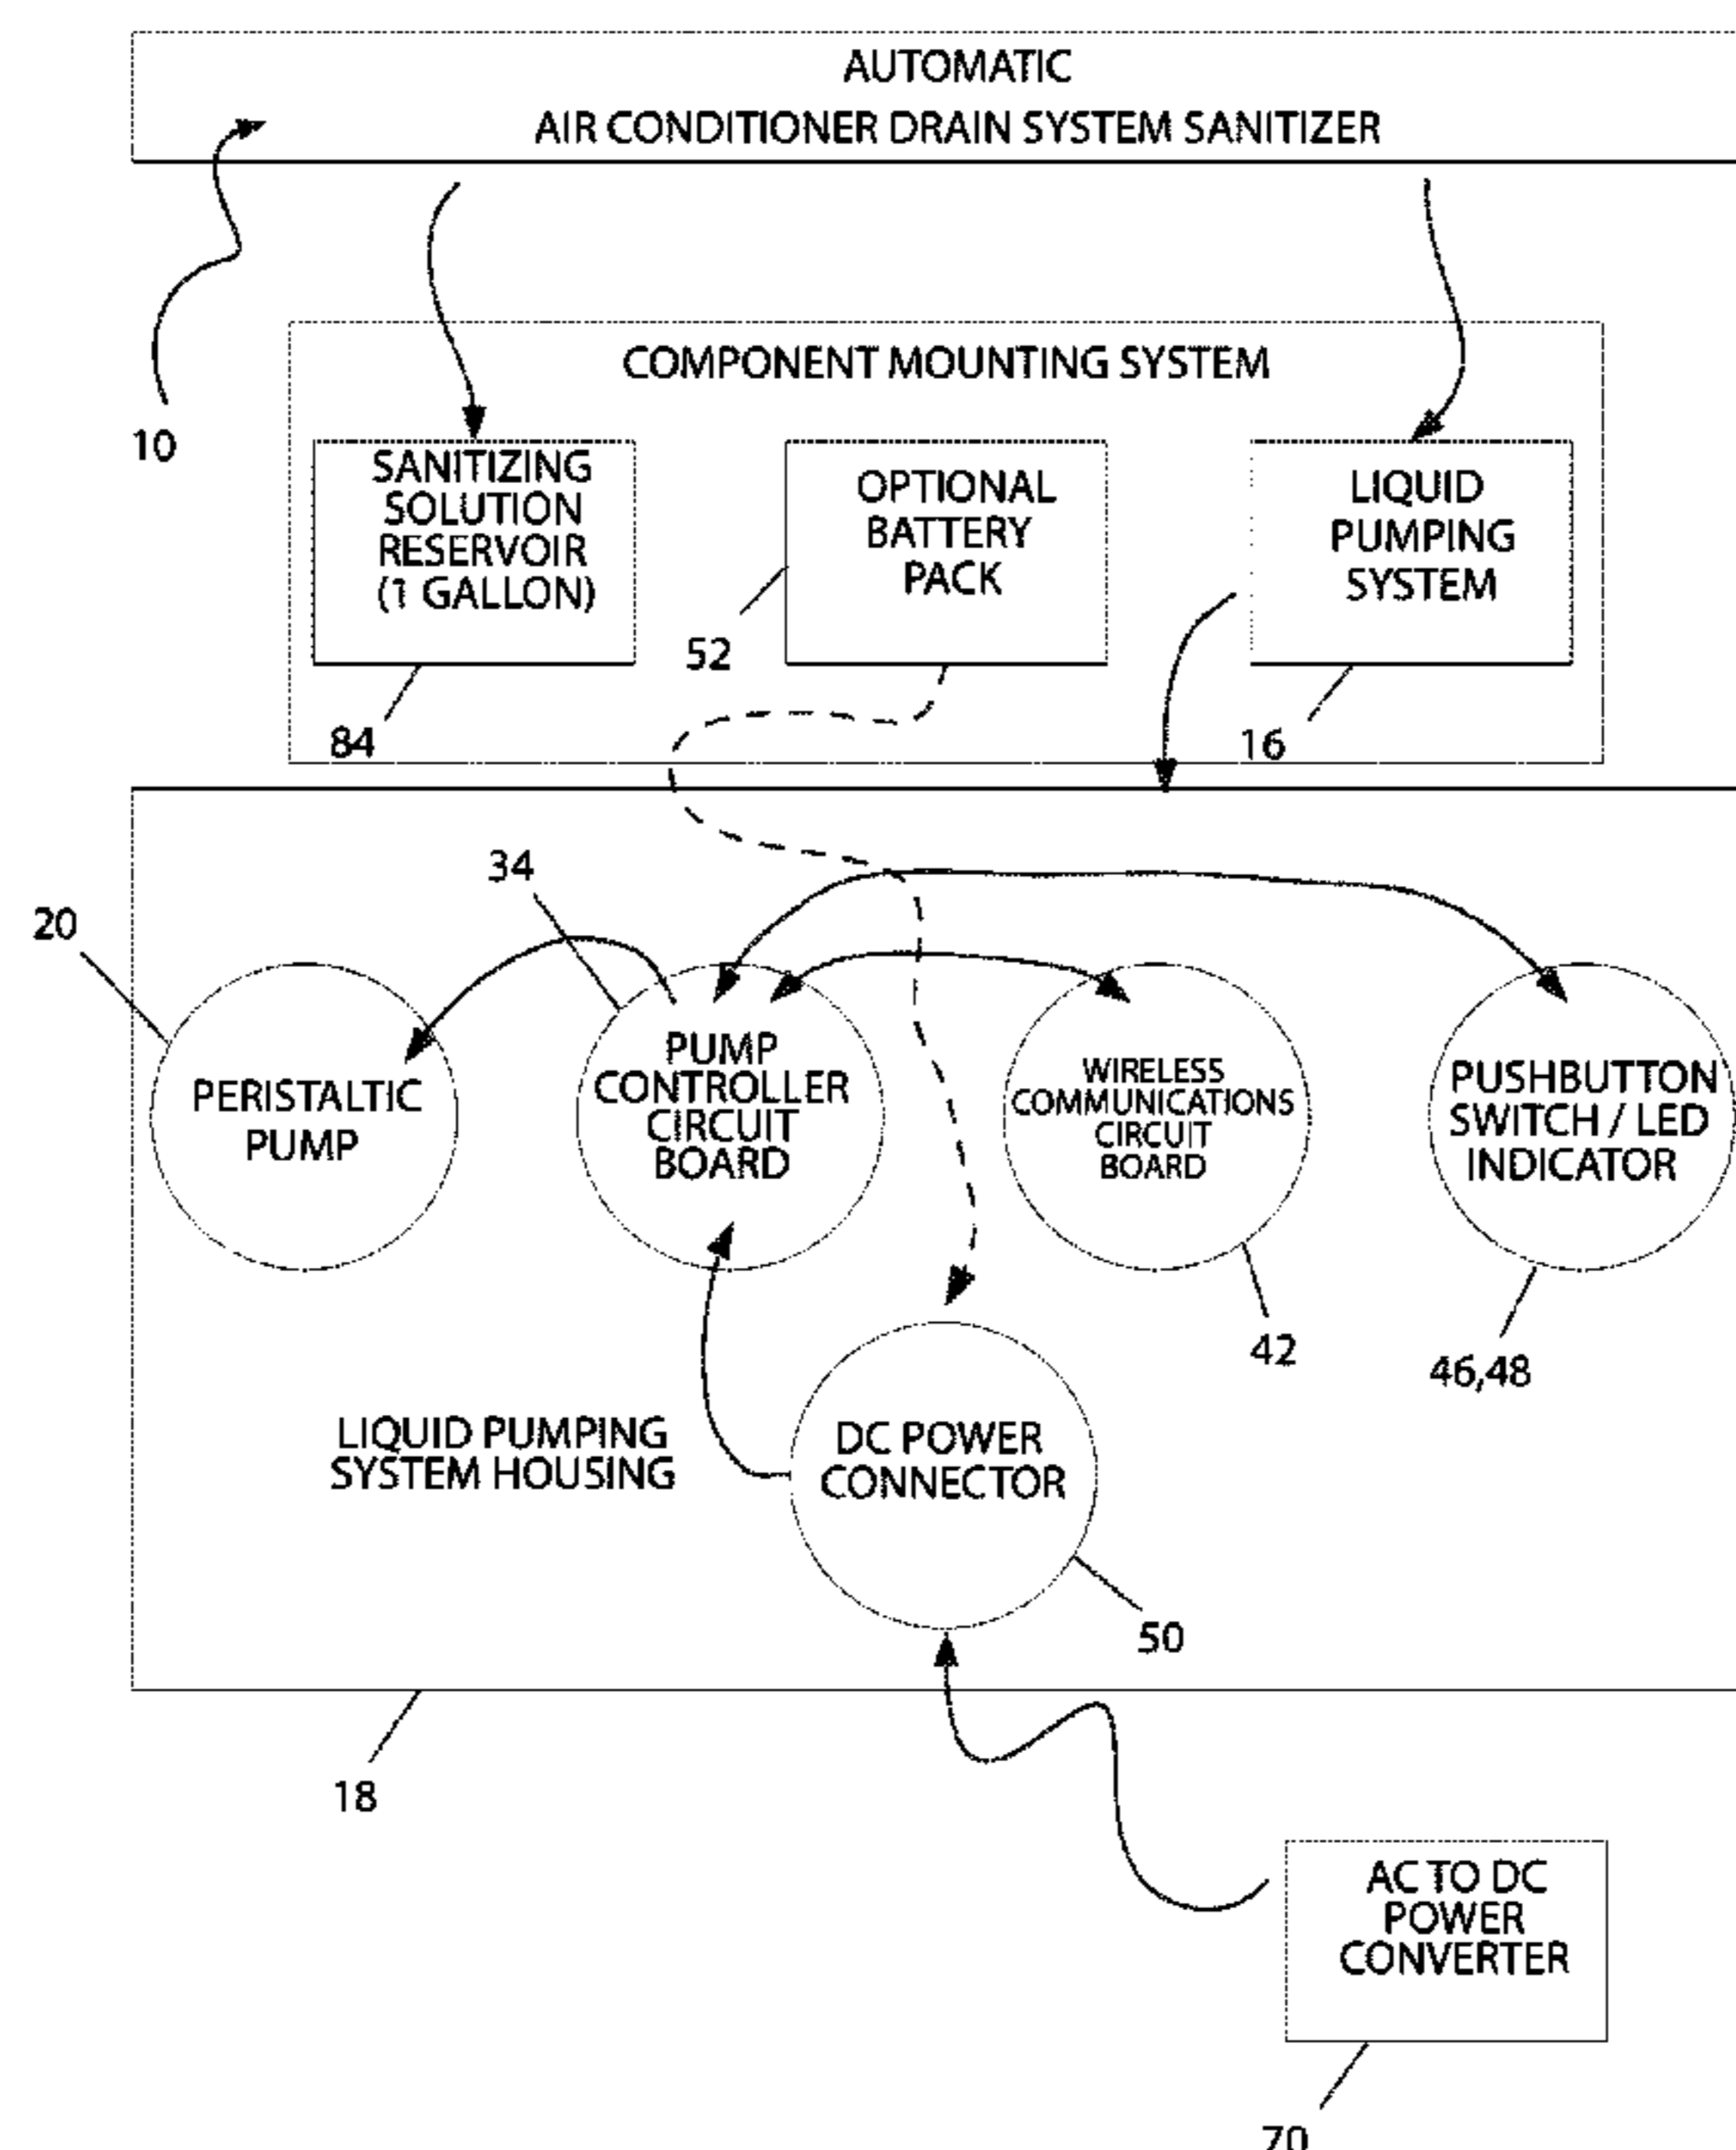 AUTOMATIC
AIR CONDITIONER DRAIN SYSTEM SANITIZER
10
COMPONENT MOUNTING SYSTEM
SANITIZING
SOLUTION
RESERVOIR
(1 GALLON)
84
OPTIONAL
BATTERY
PACK
52
LIQUID
PUMPING
SYSTEM
16
34
20
PERISTALTIC
PUMP
PUMP
CONTROLLER
CIRCUIT
BOARD
WIRELESS
COMMUNICATIONS
CIRCUIT
BOARD
42
PUSHBUTTON
SWITCH / LED
INDICATOR
46,48
LIQUID PUMPING
SYSTEM HOUSING
DC POWER
CONNECTOR
50
18
AC TO DC
POWER
CONVERTER
70